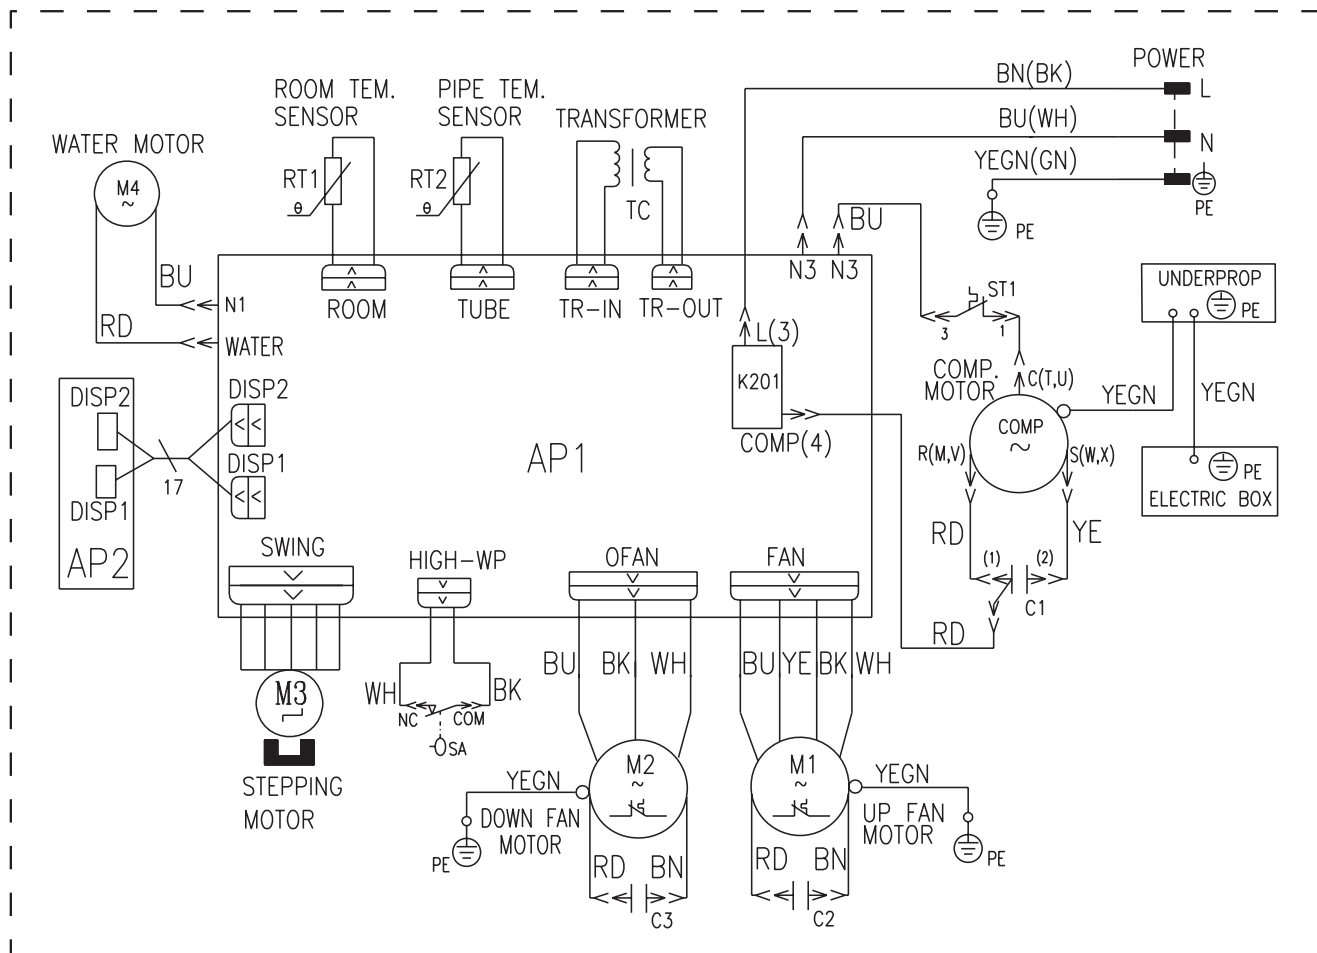 POWER
BN(BK)
L
BU(WH)
N
YEGN(GN)
PE
PE
ROOM TEM.
SENSOR
RT1
θ
PIPE TEM.
SENSOR
RT2
θ
TRANSFORMER
TC
WATER MOTOR
M4
~
BU
RD
N1
WATER
ROOM
TUBE
TR-IN
TR-OUT
N3
N3
BU
ST1
3
1
L(3)
K201
COMP(4)
UNDERPROP
PE
COMP.
MOTOR
C(T,U)
COMP
~
R(M,V)
S(W,X)
YEGN
YEGN
PE
ELECTRIC BOX
RD
YE
(1)
(2)
C1
RD
DISP2
DISP1
AP2
17
DISP2
DISP1
AP1
SWING
HIGH-WP
OFAN
FAN
M3
STEPPING
MOTOR
WH
BK
NC
COM
SA
BU
BK
WH
BU
YE
BK
WH
M2
~
YEGN
DOWN FAN
MOTOR
PE
RD
BN
C3
M1
~
YEGN
UP FAN
MOTOR
PE
RD
BN
C2